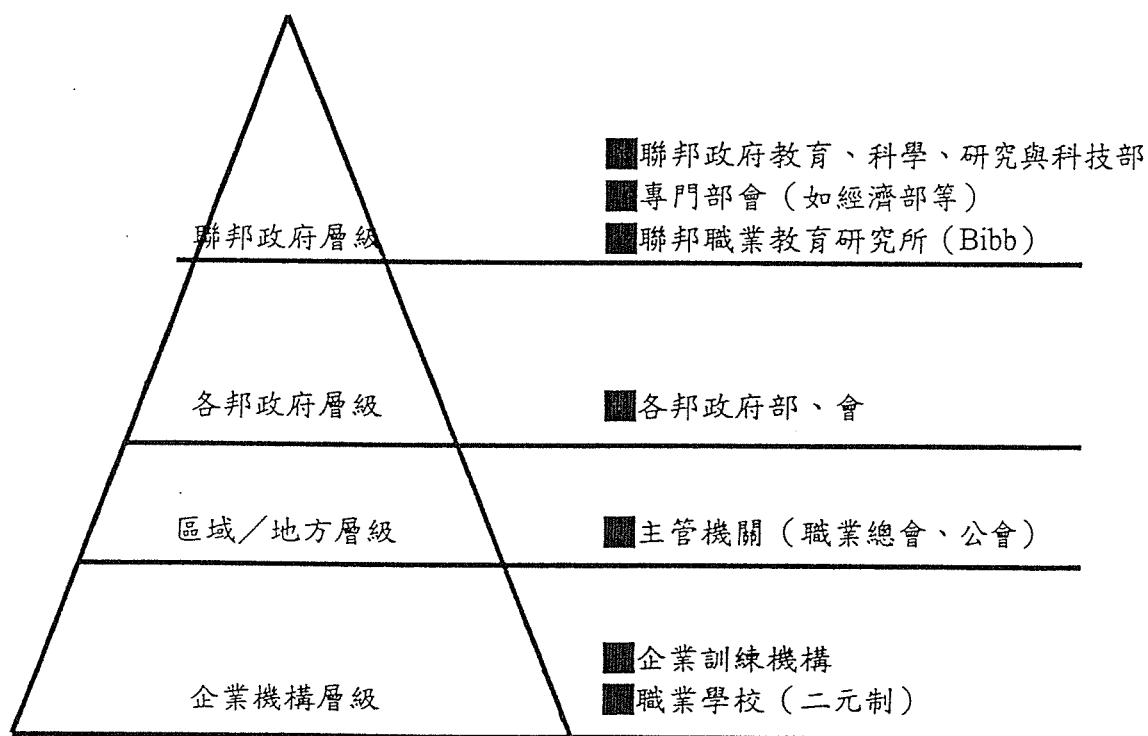 ■聯邦政府教育、科學、研究與科技部
■專門部會（如經濟部等）
聯邦政府層級
■聯邦職業教育研究所（Bibb）
各邦政府層級
■各邦政府部、會
區域／地方層級
■主管機關（職業總會、公會）
■企業訓練機構
企業機構層級
■職業學校（二元制）